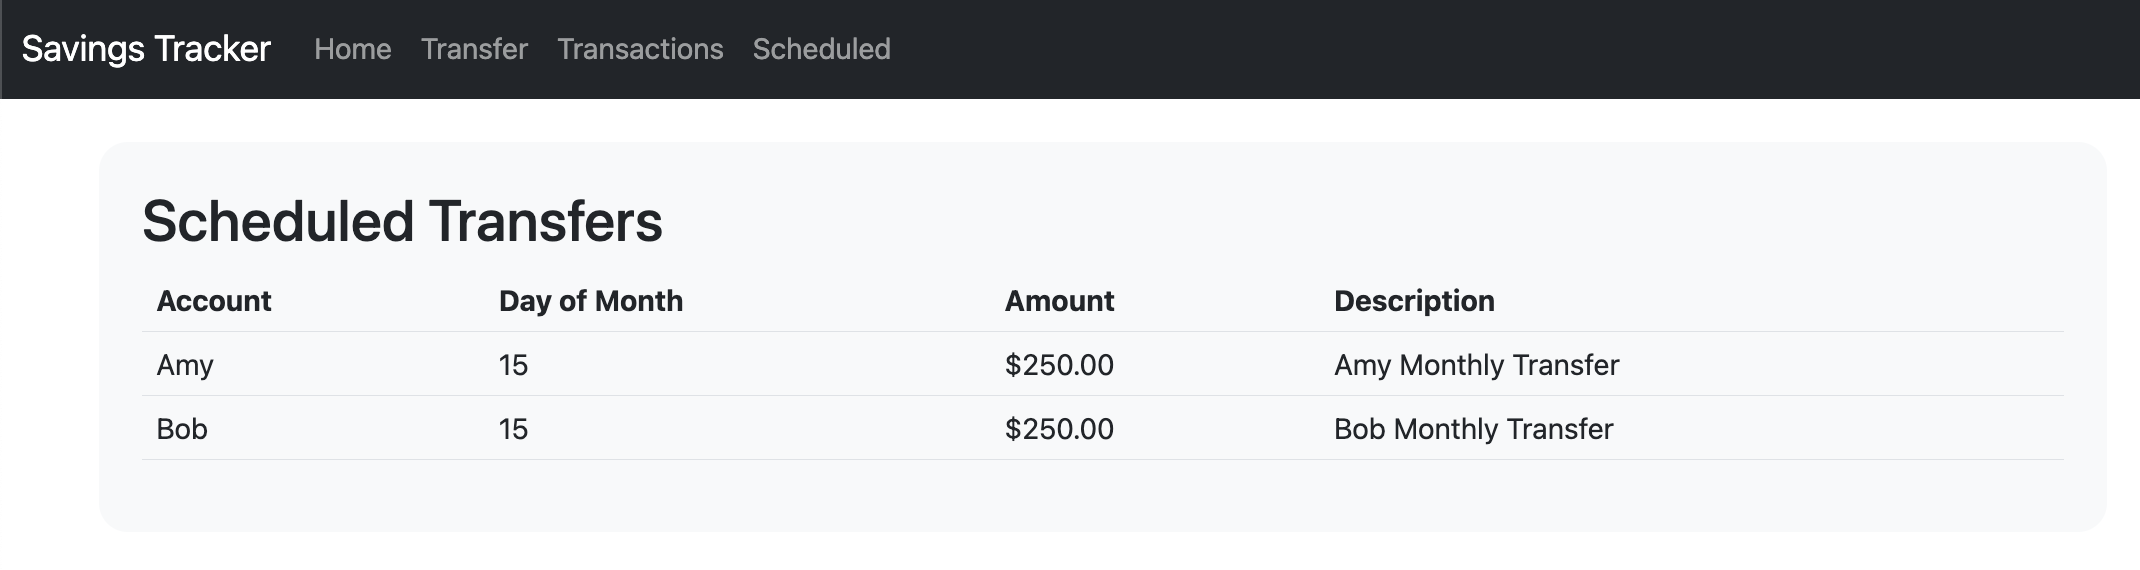 Savings Tracker Home Transfer Transactions Scheduled
Scheduled Transfers
Account Day of Month Amount Description
Amy 15 $250.00 Amy Monthly Transfer
Bob 15 $250.00 Bob Monthly Transfer